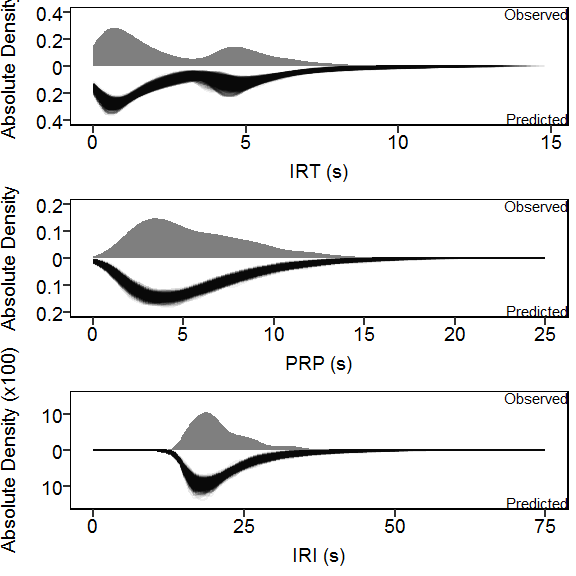 Absolute Density
0.4
0.2
0
0.2
0.4
Observed
Predicted
0 5 10 15
IRT (s)
Absolute Density
0.2
0.1
0
0.1
0.2
Observed
Predicted
0 5 10 15 20 25
PRP (s)
Absolute Density (x100)
10
0
10
Observed
Predicted
0 25 50 75
IRI (s)